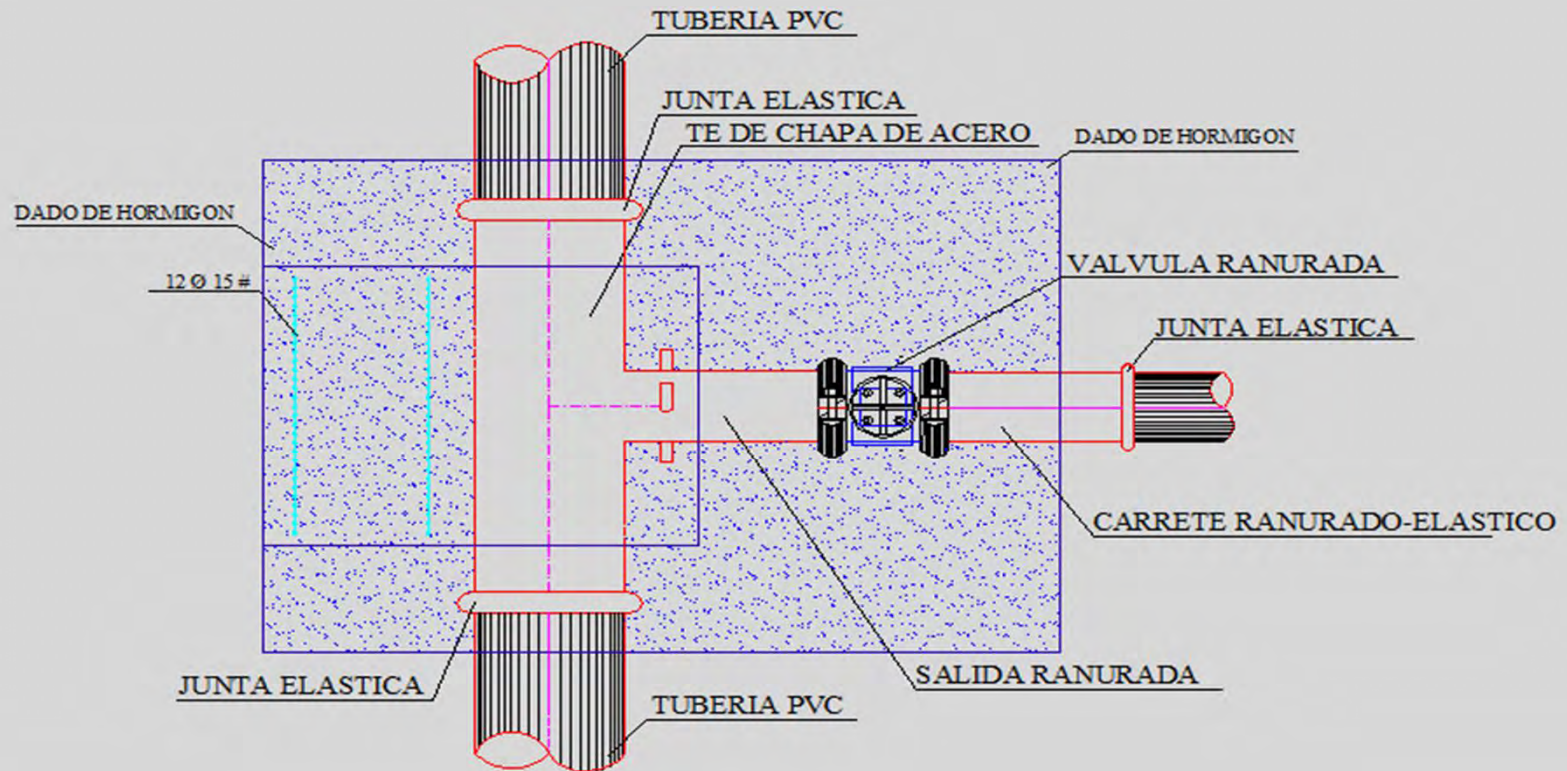 TUBERIA PVC
JUNTA ELASTICA
TE DE CHAPA DE ACERO
DADO DE HORMIGON
DADO DE HORMIGON
VALVULA RANURADA
12 Ø 15 #
JUNTA ELASTICA
CARRETE RANURADO-ELASTICO
SALIDA RANURADA
JUNTA ELASTICA
TUBERIA PVC